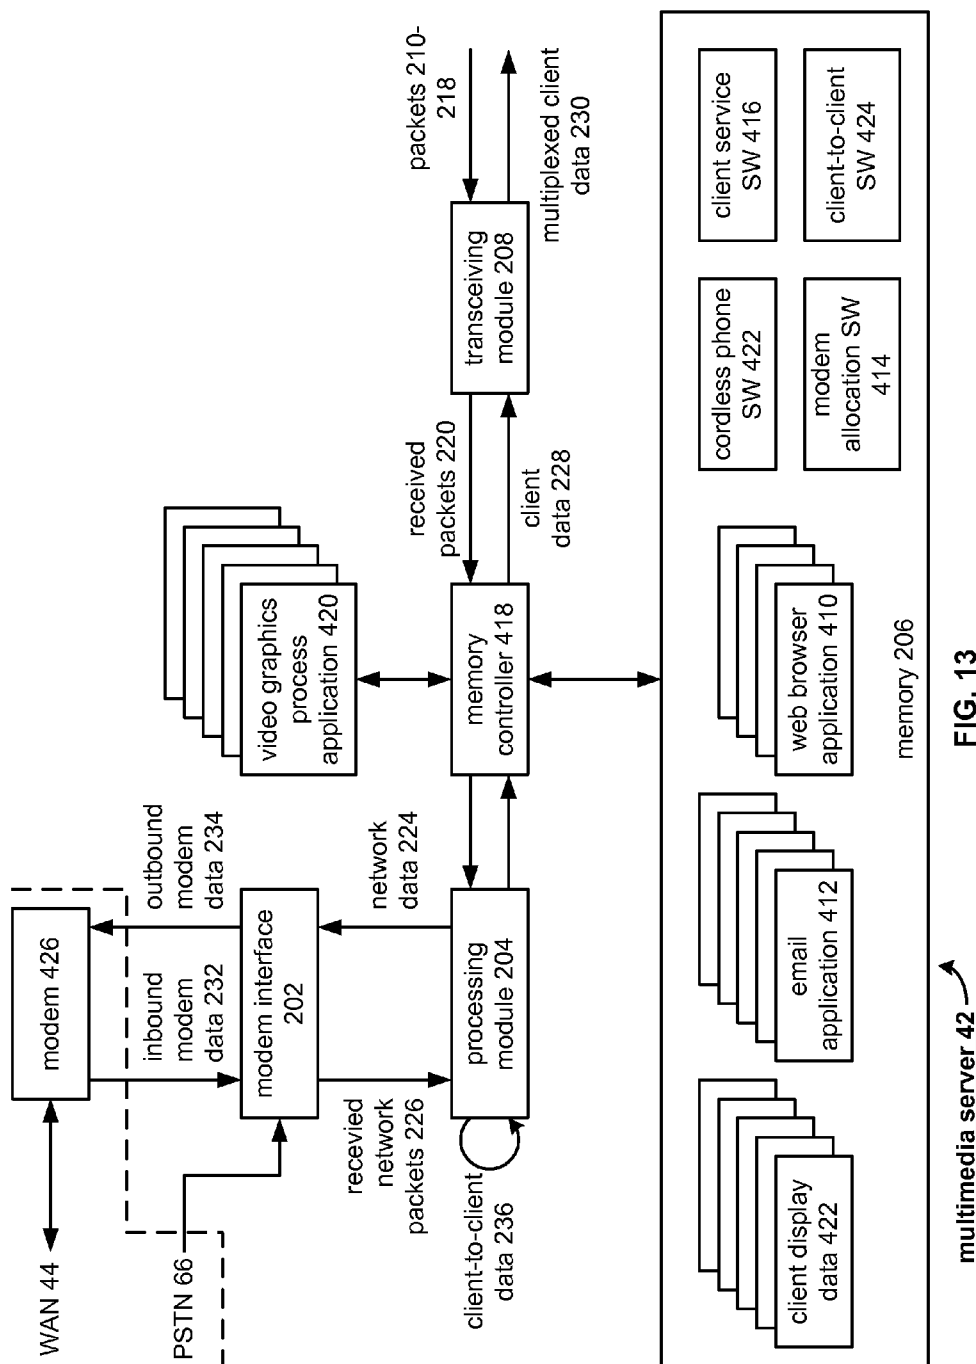 WAN 44
modem 426
PSTN 66
inbound
modem
data 232
outbound
modem
data 234
modem interface
202
recevied
network
packets 226
network
data 224
client-to-client
data 236
processing
module 204
video graphics
process
application 420
memory
controller 418
received
packets 220
client
data 228
transceiving
module 208
packets 210-
218
multiplexed client
data 230
client display
data 422
email
application 412
web browser
application 410
cordless phone
SW 422
client service
SW 416
modem
allocation SW
414
client-to-client
SW 424
memory 206
multimedia server 42
FIG. 13